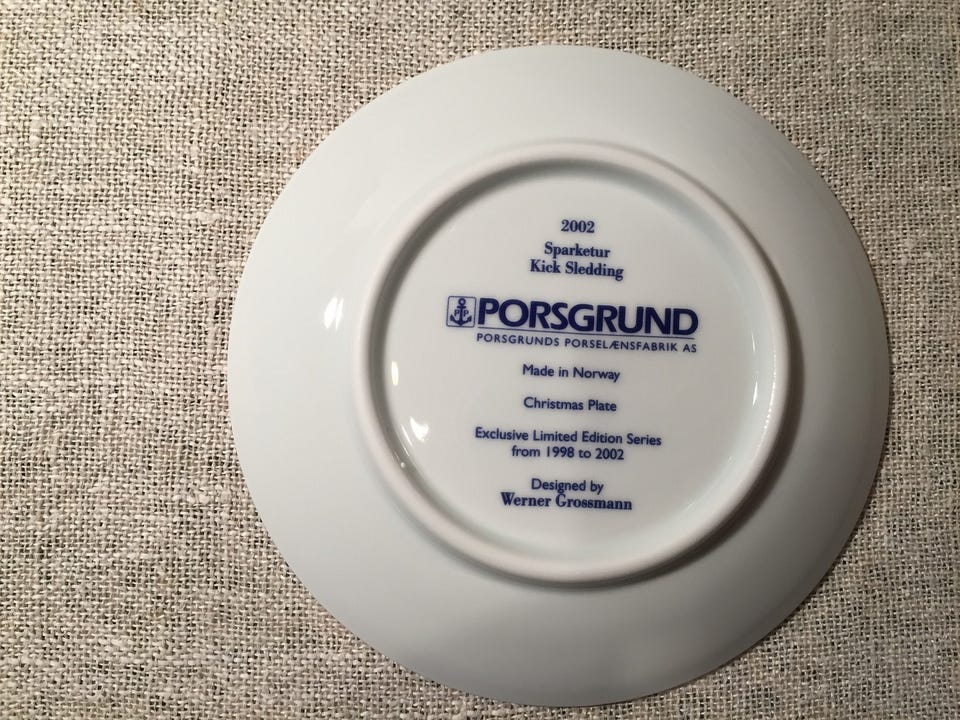 2002
Sparketur
Kick Sledding
PP PORSGRUND
PORSGRUNDS PORSELÆNSFABRIK AS
Made in Norway
Christmas Plate
Exclusive Limited Edition Series
from 1998 to 2002
Designed by
Werner Grossmann